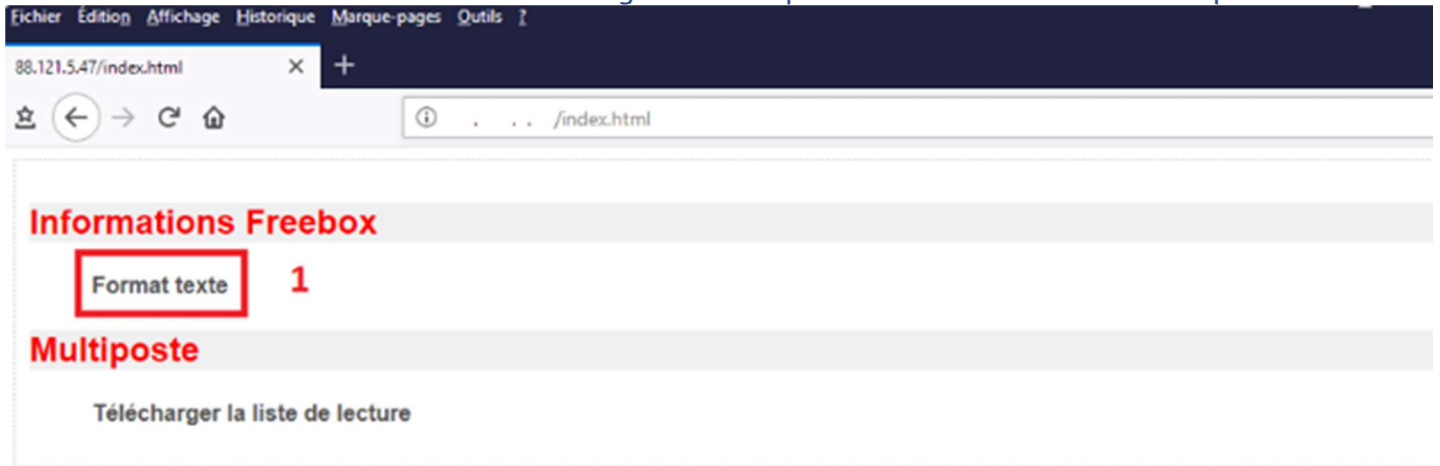 Fichier Édition Affichage Historique Marque-pages Outils ?
88.121.5.47/index.html
. . . /index.html
Informations Freebox
Format texte 1
Multiposte
Télécharger la liste de lecture